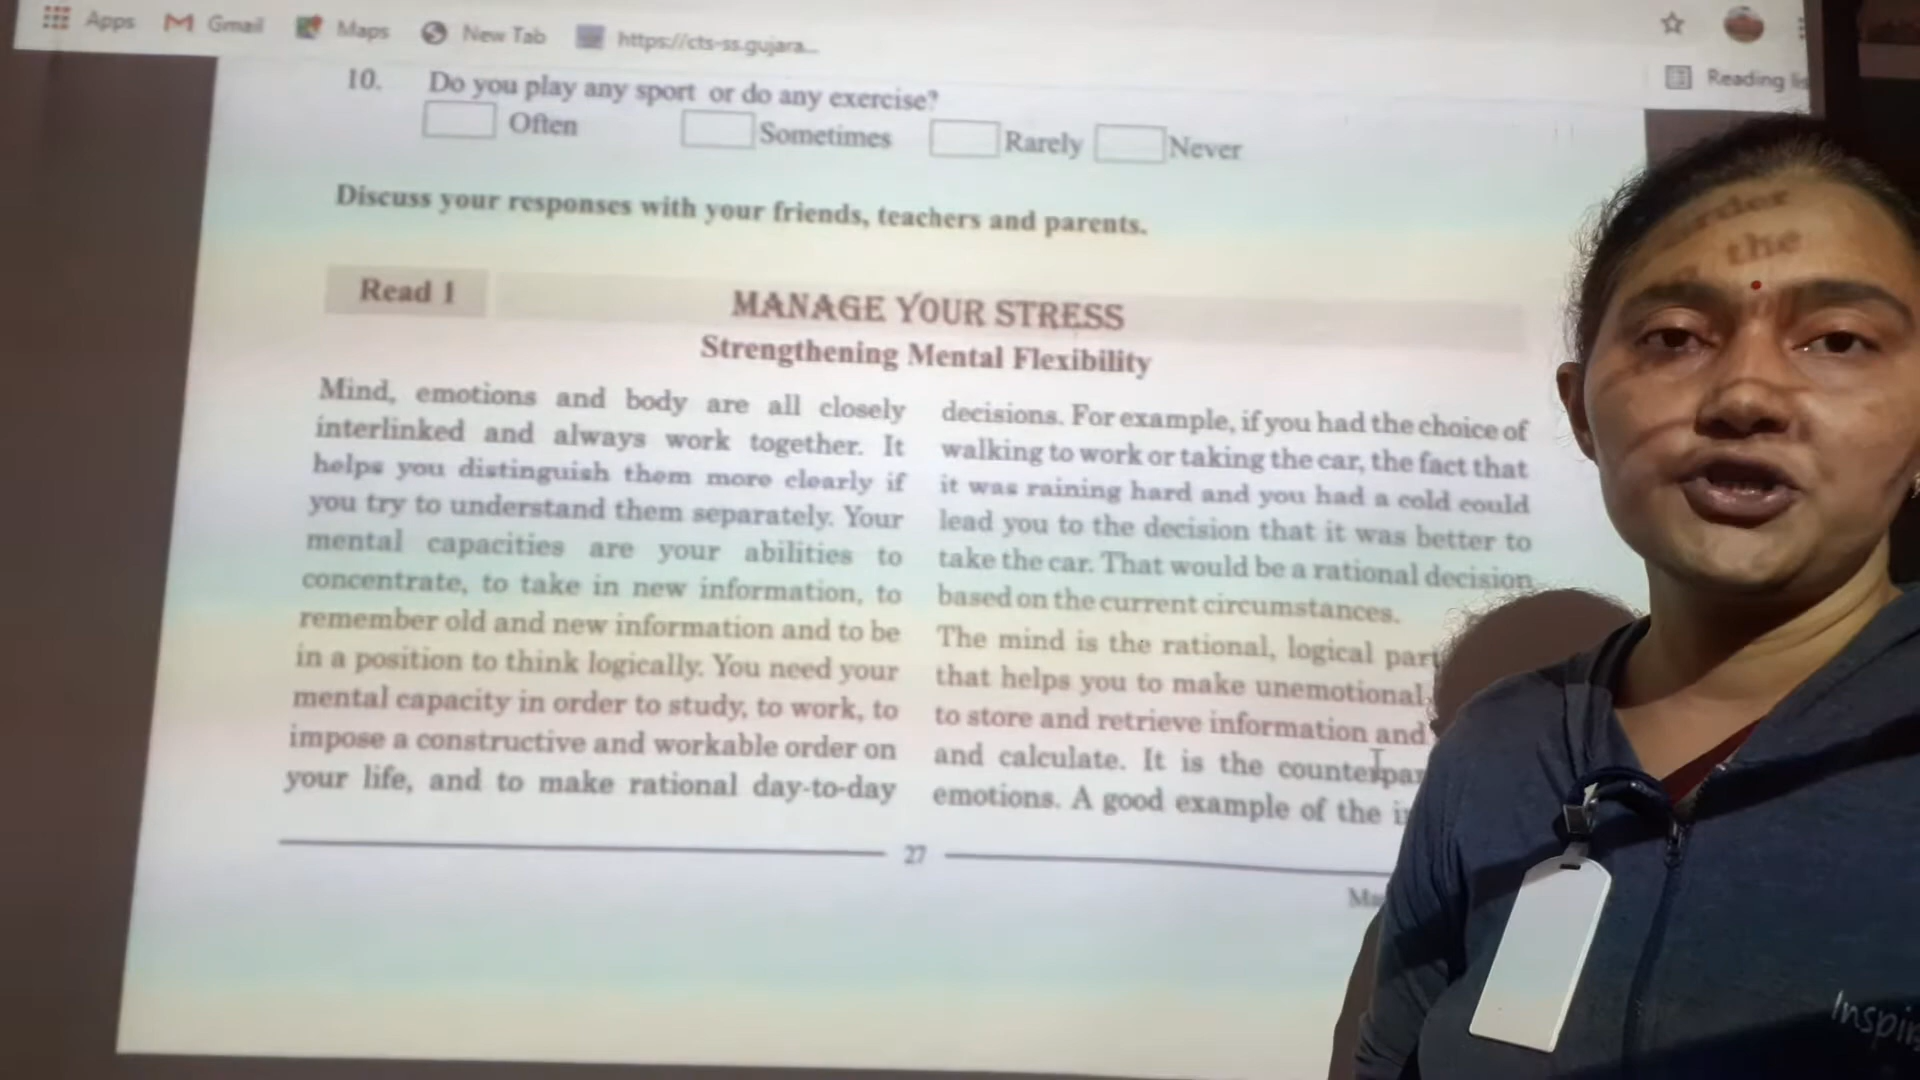 Apps Gmail Maps New Tab https://cts-ss.gujara...
Reading
10. Do you play any sport or do any exercise?
Often Sometimes Rarely Never
Discuss your responses with your friends, teachers and parents.
Read 1
MANAGE YOUR STRESS
Strengthening Mental Flexibility
Mind, emotions and body are all closely
interlinked and always work together. It
helps you distinguish them more clearly if
you try to understand them separately. Your
mental capacities are your abilities to
concentrate, to take in new information, to
remember old and new information and to be
in a position to think logically. You need your
mental capacity in order to study, to work, to
impose a constructive and workable order on
your life, and to make rational day-to-day
decisions. For example, if you had the choice of
walking to work or taking the car, the fact that
it was raining hard and you had a cold could
lead you to the decision that it was better to
take the car. That would be a rational decision
based on the current circumstances.
The mind is the rational, logical part
that helps you to make unemotional
to store and retrieve information and
and calculate. It is the counterpar
emotions. A good example of the
27
rder
the
Inspir